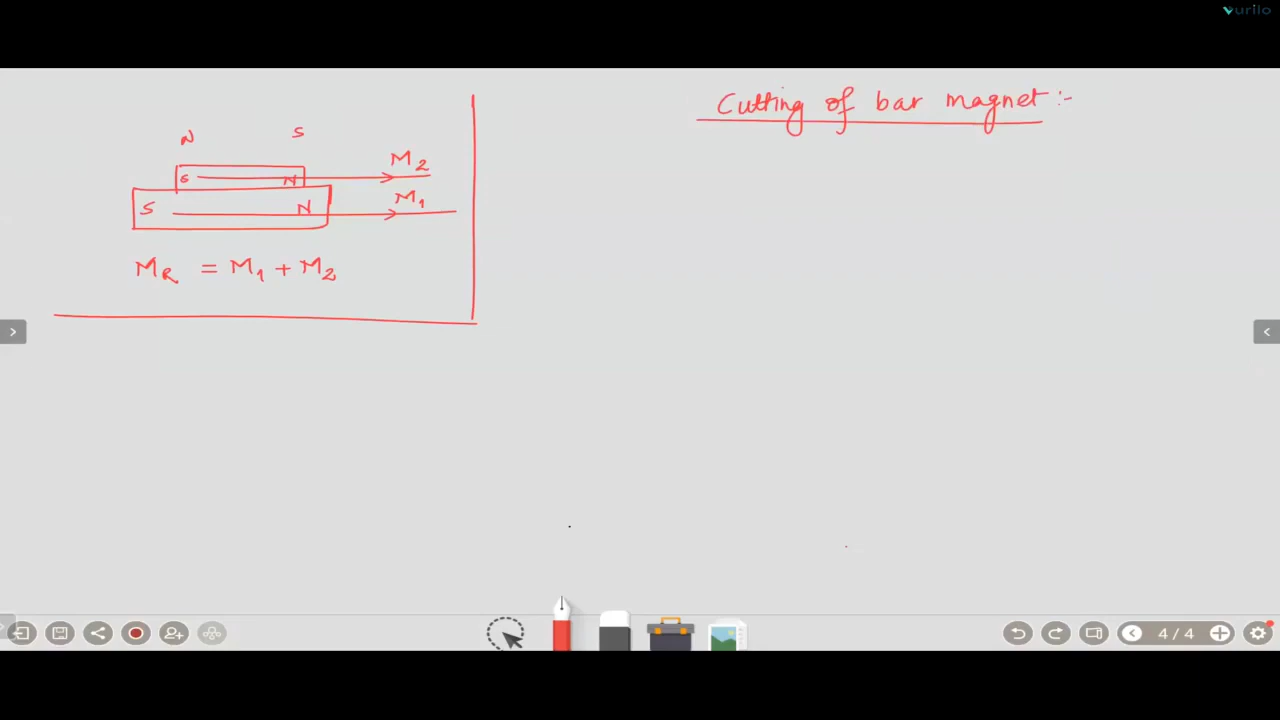 vurilo
Cutting of bar magnet :-
N S
S N M2
S N M1
MR = M1 + M2
4 / 4